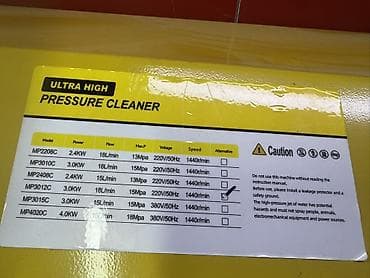 ULTRA HIGH
PRESSURE CLEANER
Model Power Flow Max.P Voltage Speed Alternative
MP2208C 2.4KW 16L/min 13Mpa 220V/50Hz 1440r/min
MP3010C 3.0KW 18L/min 13Mpa 220V/50Hz 1440r/min
MP2408C 2.4KW 15L/min 15Mpa 220V/50Hz 1440r/min
MP3012C 3.0KW 18L/min 15Mpa 220V/50Hz 1440r/min
MP3015C 3.0KW 15L/min 18Mpa 380V/50Hz 1440r/min
MP4020C 4.0KW 380V/50Hz 1440r/min
Caution
Do not use this machine without reading the
instruction manual.
Before use, please install a leakage protector and a
safety ground.
The high-pressure jet of water has potential
hazards and must not spray people, animals,
electromechanical equipment and power sources.